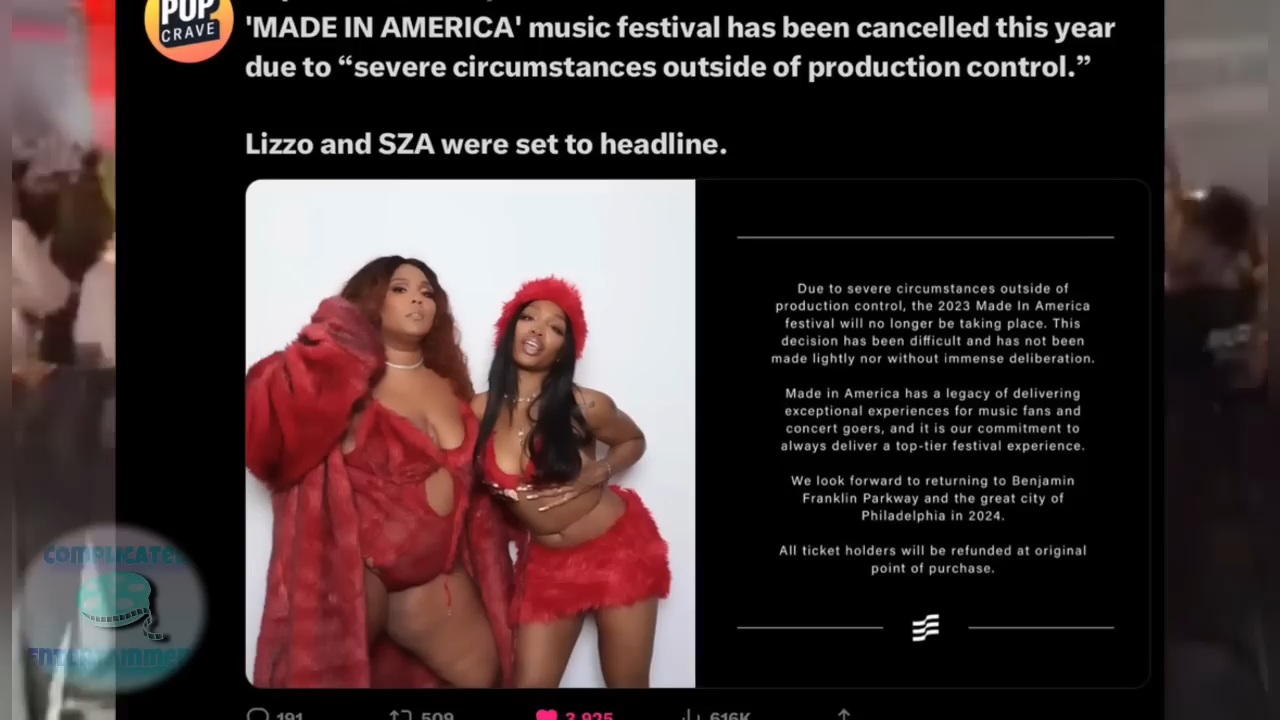 POP
CRAVE
'MADE IN AMERICA' music festival has been cancelled this year
due to “severe circumstances outside of production control.”
Lizzo and SZA were set to headline.
Due to severe circumstances outside of
production control, the 2023 Made In America
festival will no longer be taking place. This
decision has been difficult and has not been
made lightly nor without immense deliberation.
Made in America has a legacy of delivering
exceptional experiences for music fans and
concert goers, and it is our commitment to
always deliver a top-tier festival experience.
We look forward to returning to Benjamin
Franklin Parkway and the great city of
Philadelphia in 2024.
All ticket holders will be refunded at original
point of purchase.
191 509 3,925 616K